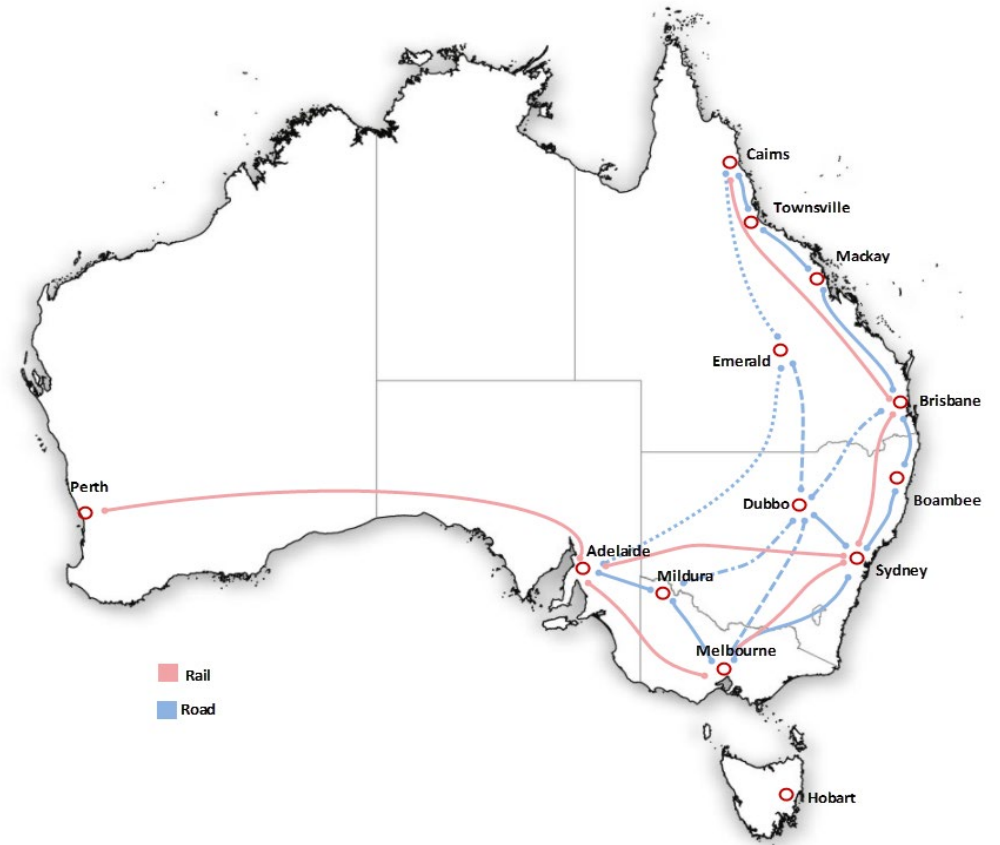 Cairns
Townsville
Mackay
Emerald
Brisbane
Perth
Boambee
Dubbo
Adelaide
Sydney
Mildura
Melbourne
Rail
Road
Hobart